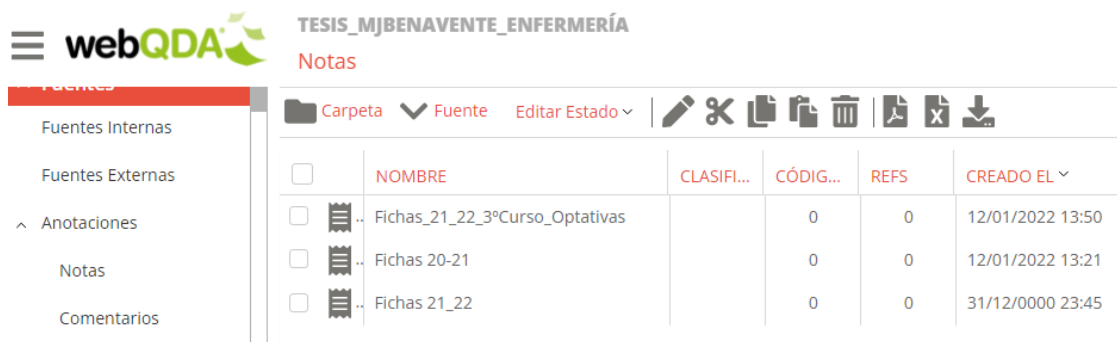 webQDA
TESIS_MJBENAVENTE_ENFERMERÍA
Notas
Fuentes
Fuentes Internas
Fuentes Externas
Anotaciones
Notas
Comentarios
Carpeta Fuente Editar Estado
NOMBRE CLASIFI... CÓDIG... REFS CREADO EL
Fichas_21_22_3ºCurso_Optativas 0 0 12/01/2022 13:50
Fichas 20-21 0 0 12/01/2022 13:21
Fichas 21_22 0 0 31/12/0000 23:45